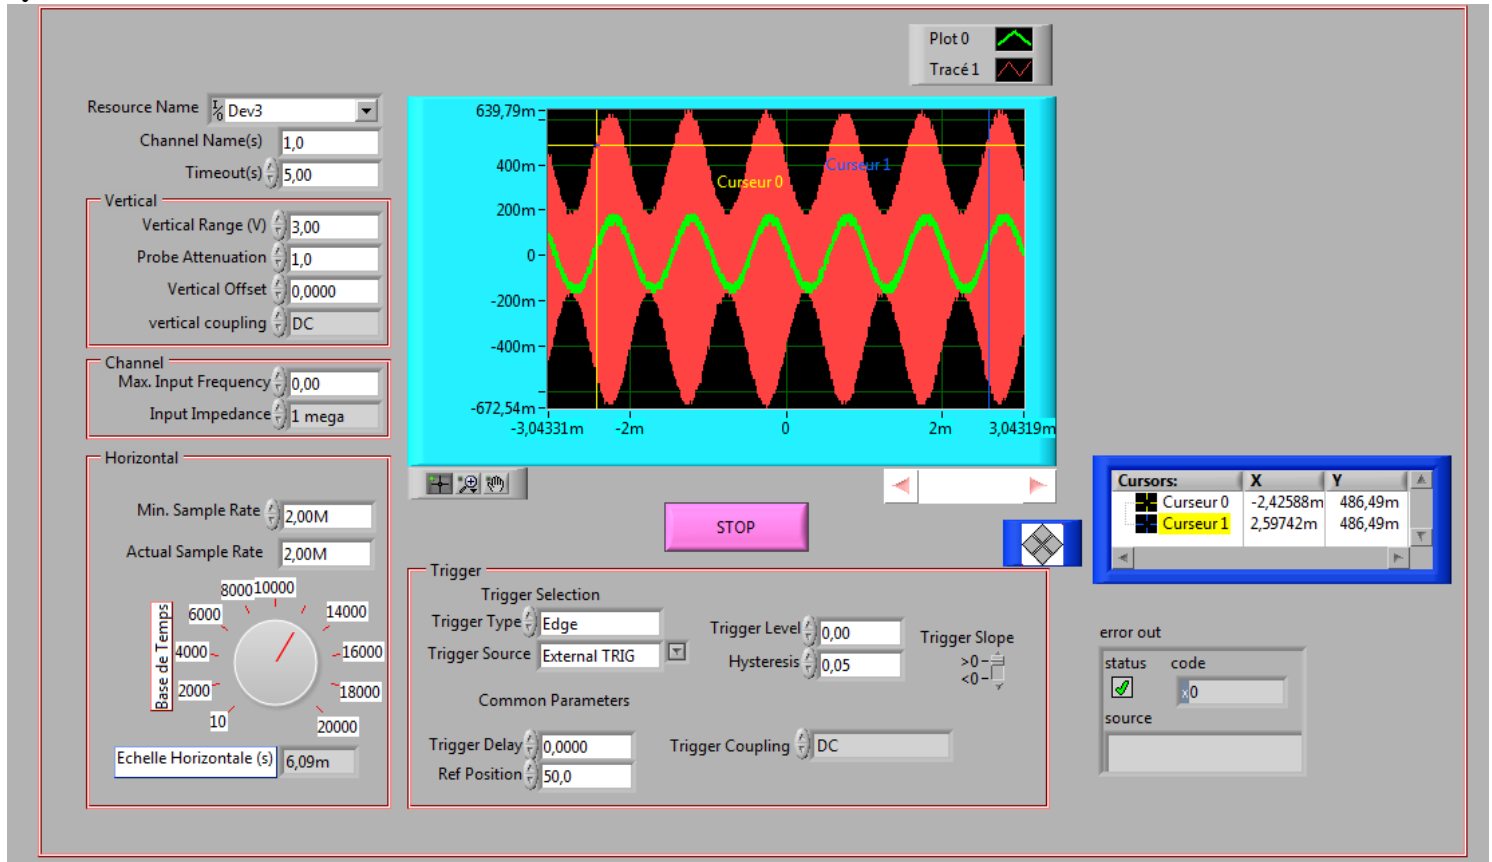 Plot 0
Tracé 1
Resource Name Dev3
Channel Name(s) 1,0
Timeout(s) 5,00
Vertical
Vertical Range (V) 3,00
Probe Attenuation 1,0
Vertical Offset 0,0000
vertical coupling DC
Channel
Max. Input Frequency 0,00
Input Impedance 1 mega
Horizontal
Min. Sample Rate 2,00M
Actual Sample Rate 2,00M
Base de Temps
10
2000
4000
6000
8000
10000
14000
16000
18000
20000
Echelle Horizontale (s) 6,09m
639,79m
400m
200m
0
-200m
-400m
-672,54m
Curseur 0
Curseur 1
-3,04331m -2m 0 2m 3,04319m
STOP
Cursors: X Y
Curseur 0 -2,42588m 486,49m
Curseur 1 2,59742m 486,49m
Trigger
Trigger Selection
Trigger Type Edge
Trigger Source External TRIG
Trigger Level 0,00
Hysteresis 0,05
Trigger Slope
>0
<0
Common Parameters
Trigger Delay 0,0000
Ref Position 50,0
Trigger Coupling DC
error out
status code
x0
source